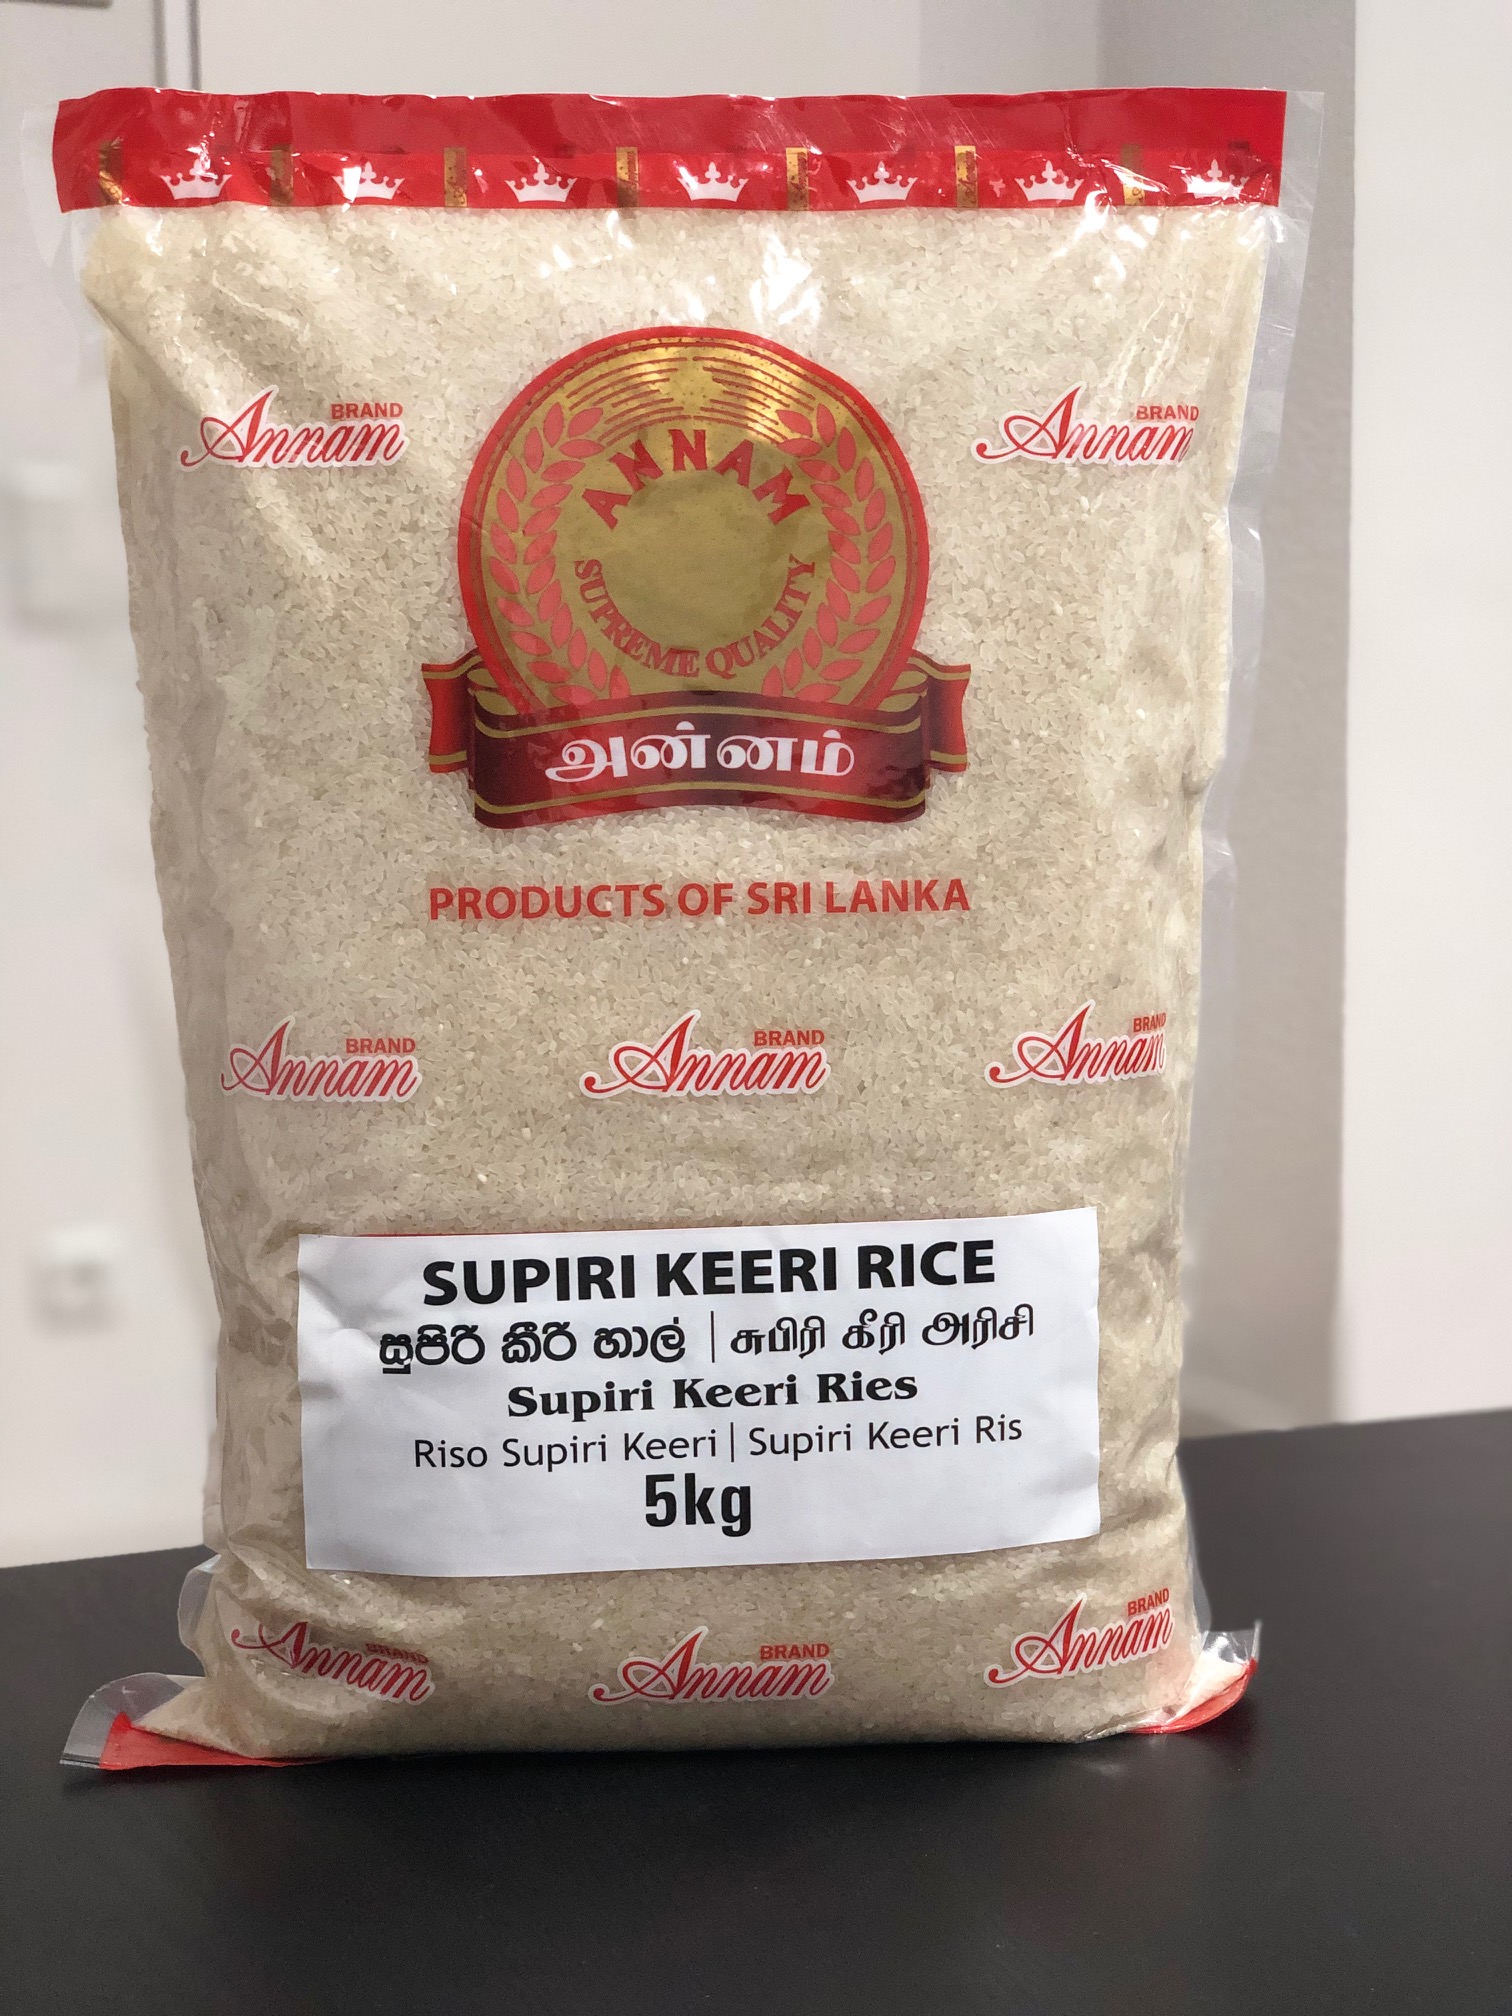 BRAND
Annam
BRAND
Annam
ANNAM
SUPREME QUALITY
அன்னம்
PRODUCTS OF SRI LANKA
BRAND
Annam
BRAND
Annam
BRAND
Annam
SUPIRI KEERI RICE
සුපිරි කීරි හාල් | சுபிரி கீரி அரிசி
Supiri Keeri Ries
Riso Supiri Keeri | Supiri Keeri Ris
5kg
BRAND
Annam
BRAND
Annam
BRAND
Annam